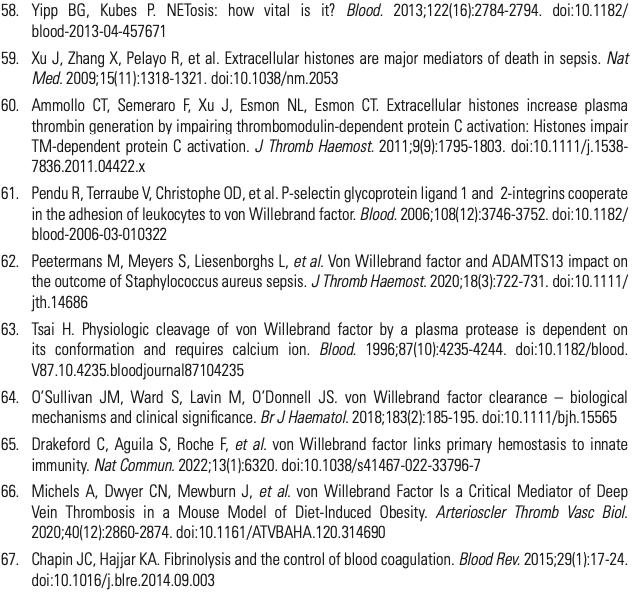 58. Yipp BG, Kubes P. NETosis: how vital is it? Blood. 2013;122(16):2784-2794. doi:10.1182/
blood-2013-04-457671
59. Xu J, Zhang X, Pelayo R, et al. Extracellular histones are major mediators of death in sepsis. Nat
Med. 2009;15(11):1318-1321. doi:10.1038/nm.2053
60. Ammollo CT, Semeraro F, Xu J, Esmon NL, Esmon CT. Extracellular histones increase plasma
thrombin generation by impairing thrombomodulin-dependent protein C activation: Histones impair
TM-dependent protein C activation. J Thromb Haemost. 2011;9(9):1795-1803. doi:10.1111/j.1538-
7836.2011.04422.x
61. Pendu R, Terraube V, Christophe OD, et al. P-selectin glycoprotein ligand 1 and 2-integrins cooperate
in the adhesion of leukocytes to von Willebrand factor. Blood. 2006;108(12):3746-3752. doi:10.1182/
blood-2006-03-010322
62. Peetermans M, Meyers S, Liesenborghs L, et al. Von Willebrand factor and ADAMTS13 impact on
the outcome of Staphylococcus aureus sepsis. J Thromb Haemost. 2020;18(3):722-731. doi:10.1111/
jth.14686
63. Tsai H. Physiologic cleavage of von Willebrand factor by a plasma protease is dependent on
its conformation and requires calcium ion. Blood. 1996;87(10):4235-4244. doi:10.1182/blood.
V87.10.4235.bloodjournal87104235
64. O'Sullivan JM, Ward S, Lavin M, O'Donnell JS. von Willebrand factor clearance – biological
mechanisms and clinical significance. Br J Haematol. 2018;183(2):185-195. doi:10.1111/bjh.15565
65. Drakeford C, Aguila S, Roche F, et al. von Willebrand factor links primary hemostasis to innate
immunity. Nat Commun. 2022;13(1):6320. doi:10.1038/s41467-022-33796-7
66. Michels A, Dwyer CN, Mewburn J, et al. von Willebrand Factor Is a Critical Mediator of Deep
Vein Thrombosis in a Mouse Model of Diet-Induced Obesity. Arterioscler Thromb Vasc Biol.
2020;40(12):2860-2874. doi:10.1161/ATVBAHA.120.314690
67. Chapin JC, Hajjar KA. Fibrinolysis and the control of blood coagulation. Blood Rev. 2015;29(1):17-24.
doi:10.1016/j.blre.2014.09.003